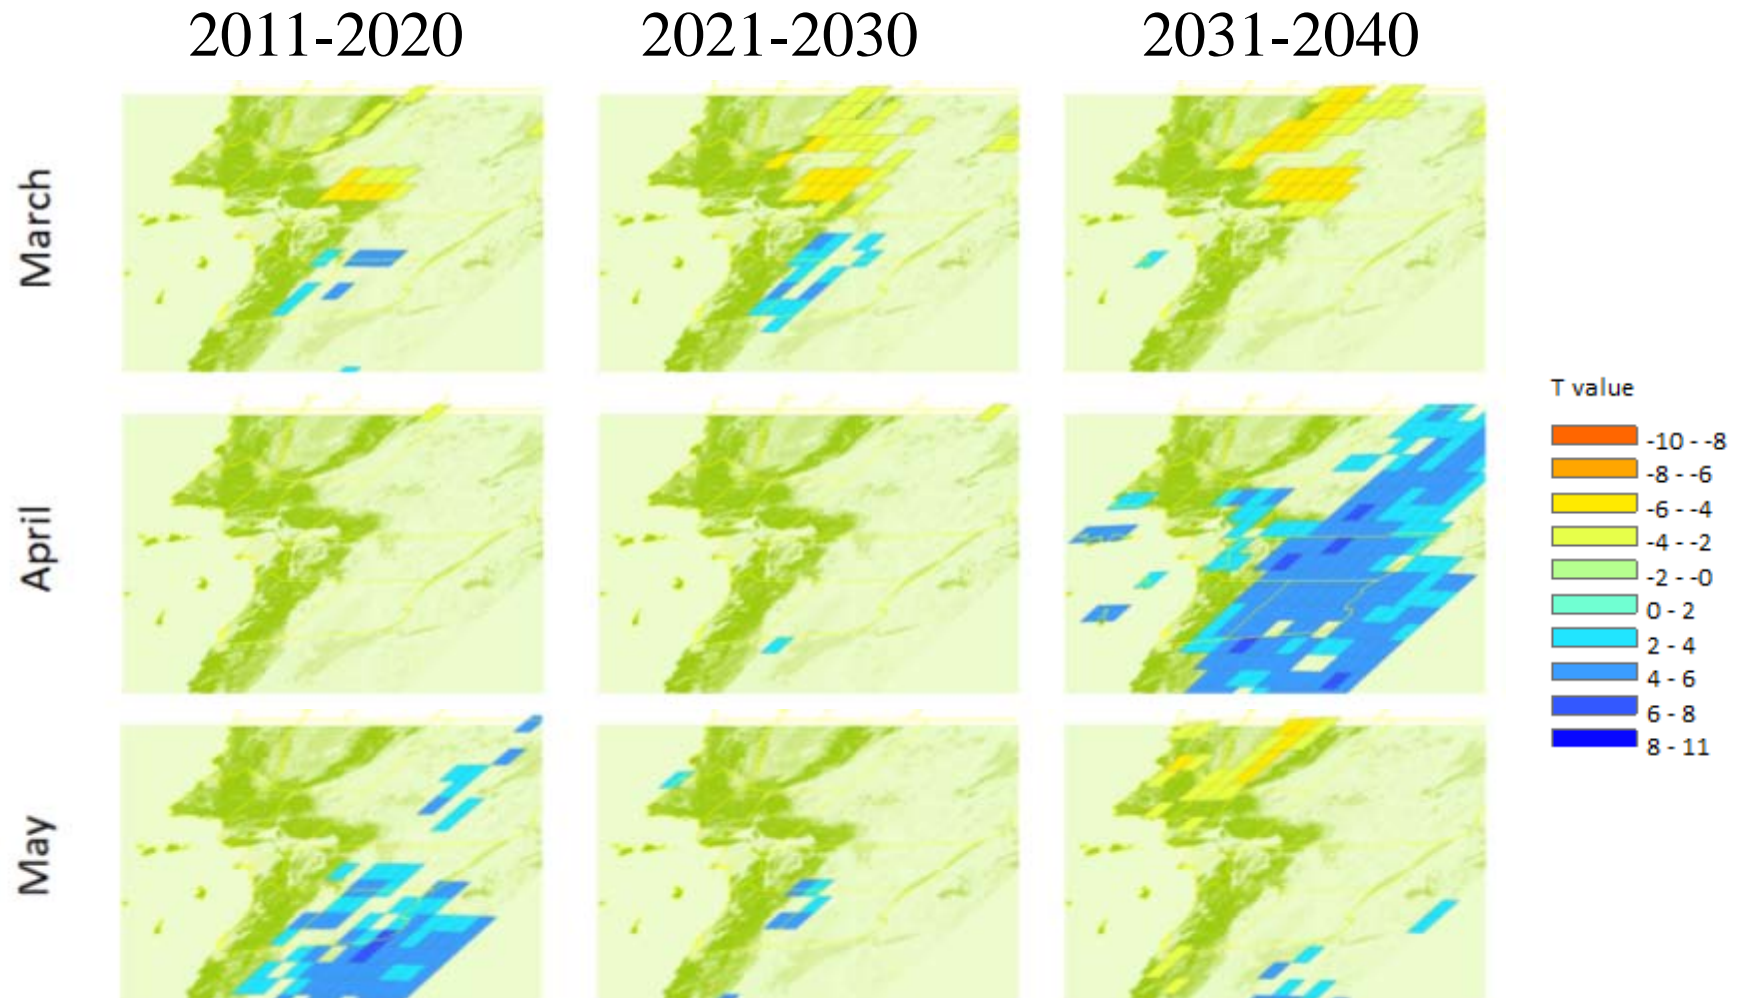 2011-2020 2021-2030 2031-2040
March
April
May
T value
-10 - -8
-8 - -6
-6 - -4
-4 - -2
-2 - -0
0 - 2
2 - 4
4 - 6
6 - 8
8 - 11